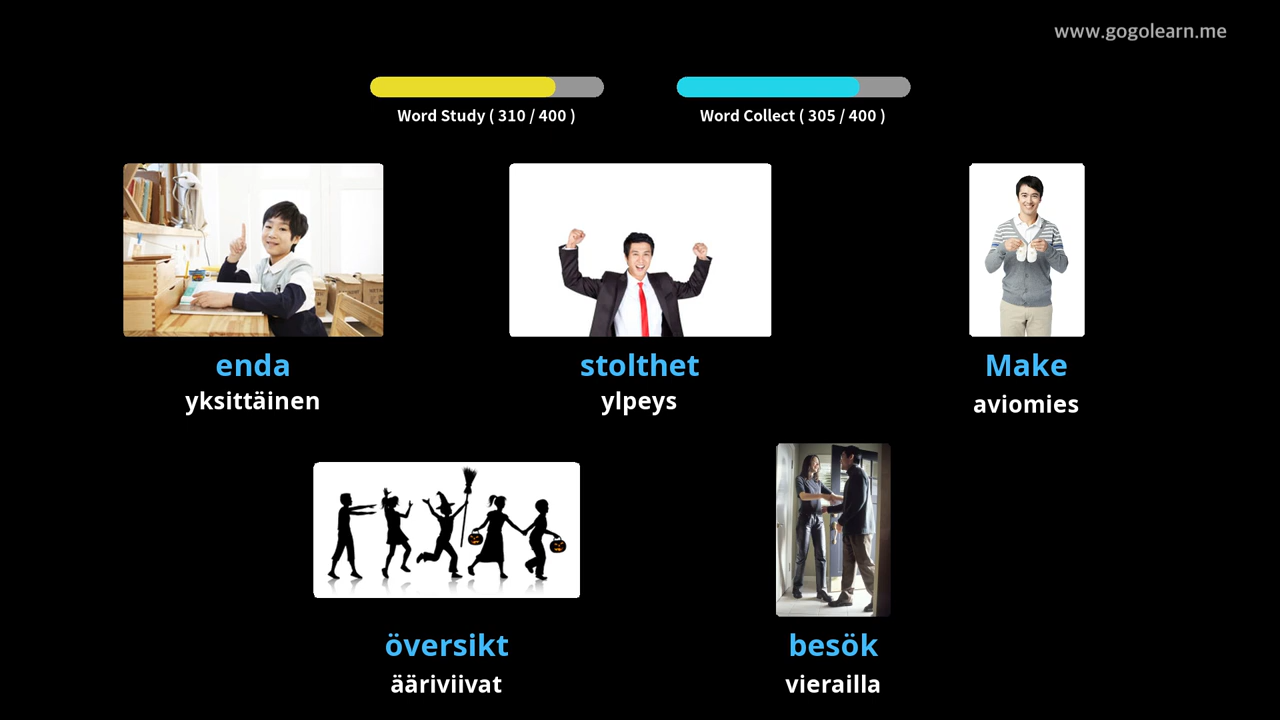 www.gogolearn.me
Word Study ( 310 / 400 )
Word Collect ( 305 / 400 )
enda
yksittäinen
stolthet
ylpeys
Make
aviomies
översikt
ääriviivat
besök
vierailla